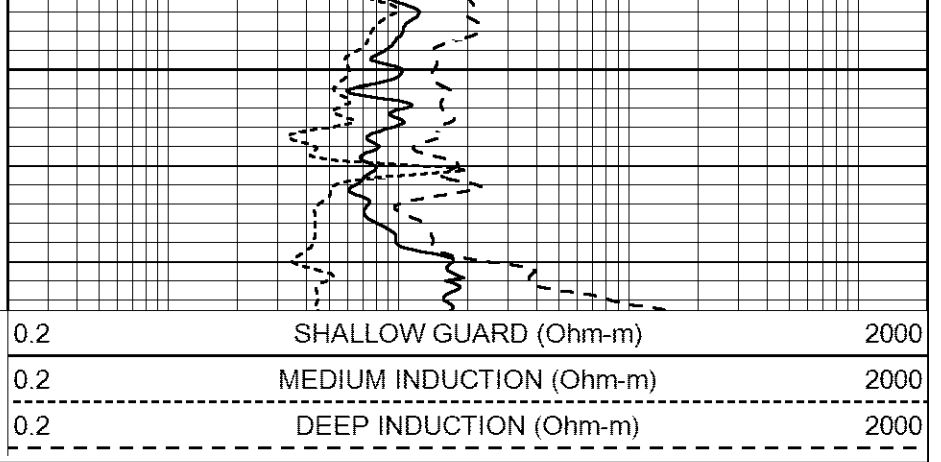 0.2 SHALLOW GUARD (Ohm-m) 2000
0.2 MEDIUM INDUCTION (Ohm-m) 2000
0.2 DEEP INDUCTION (Ohm-m) 2000